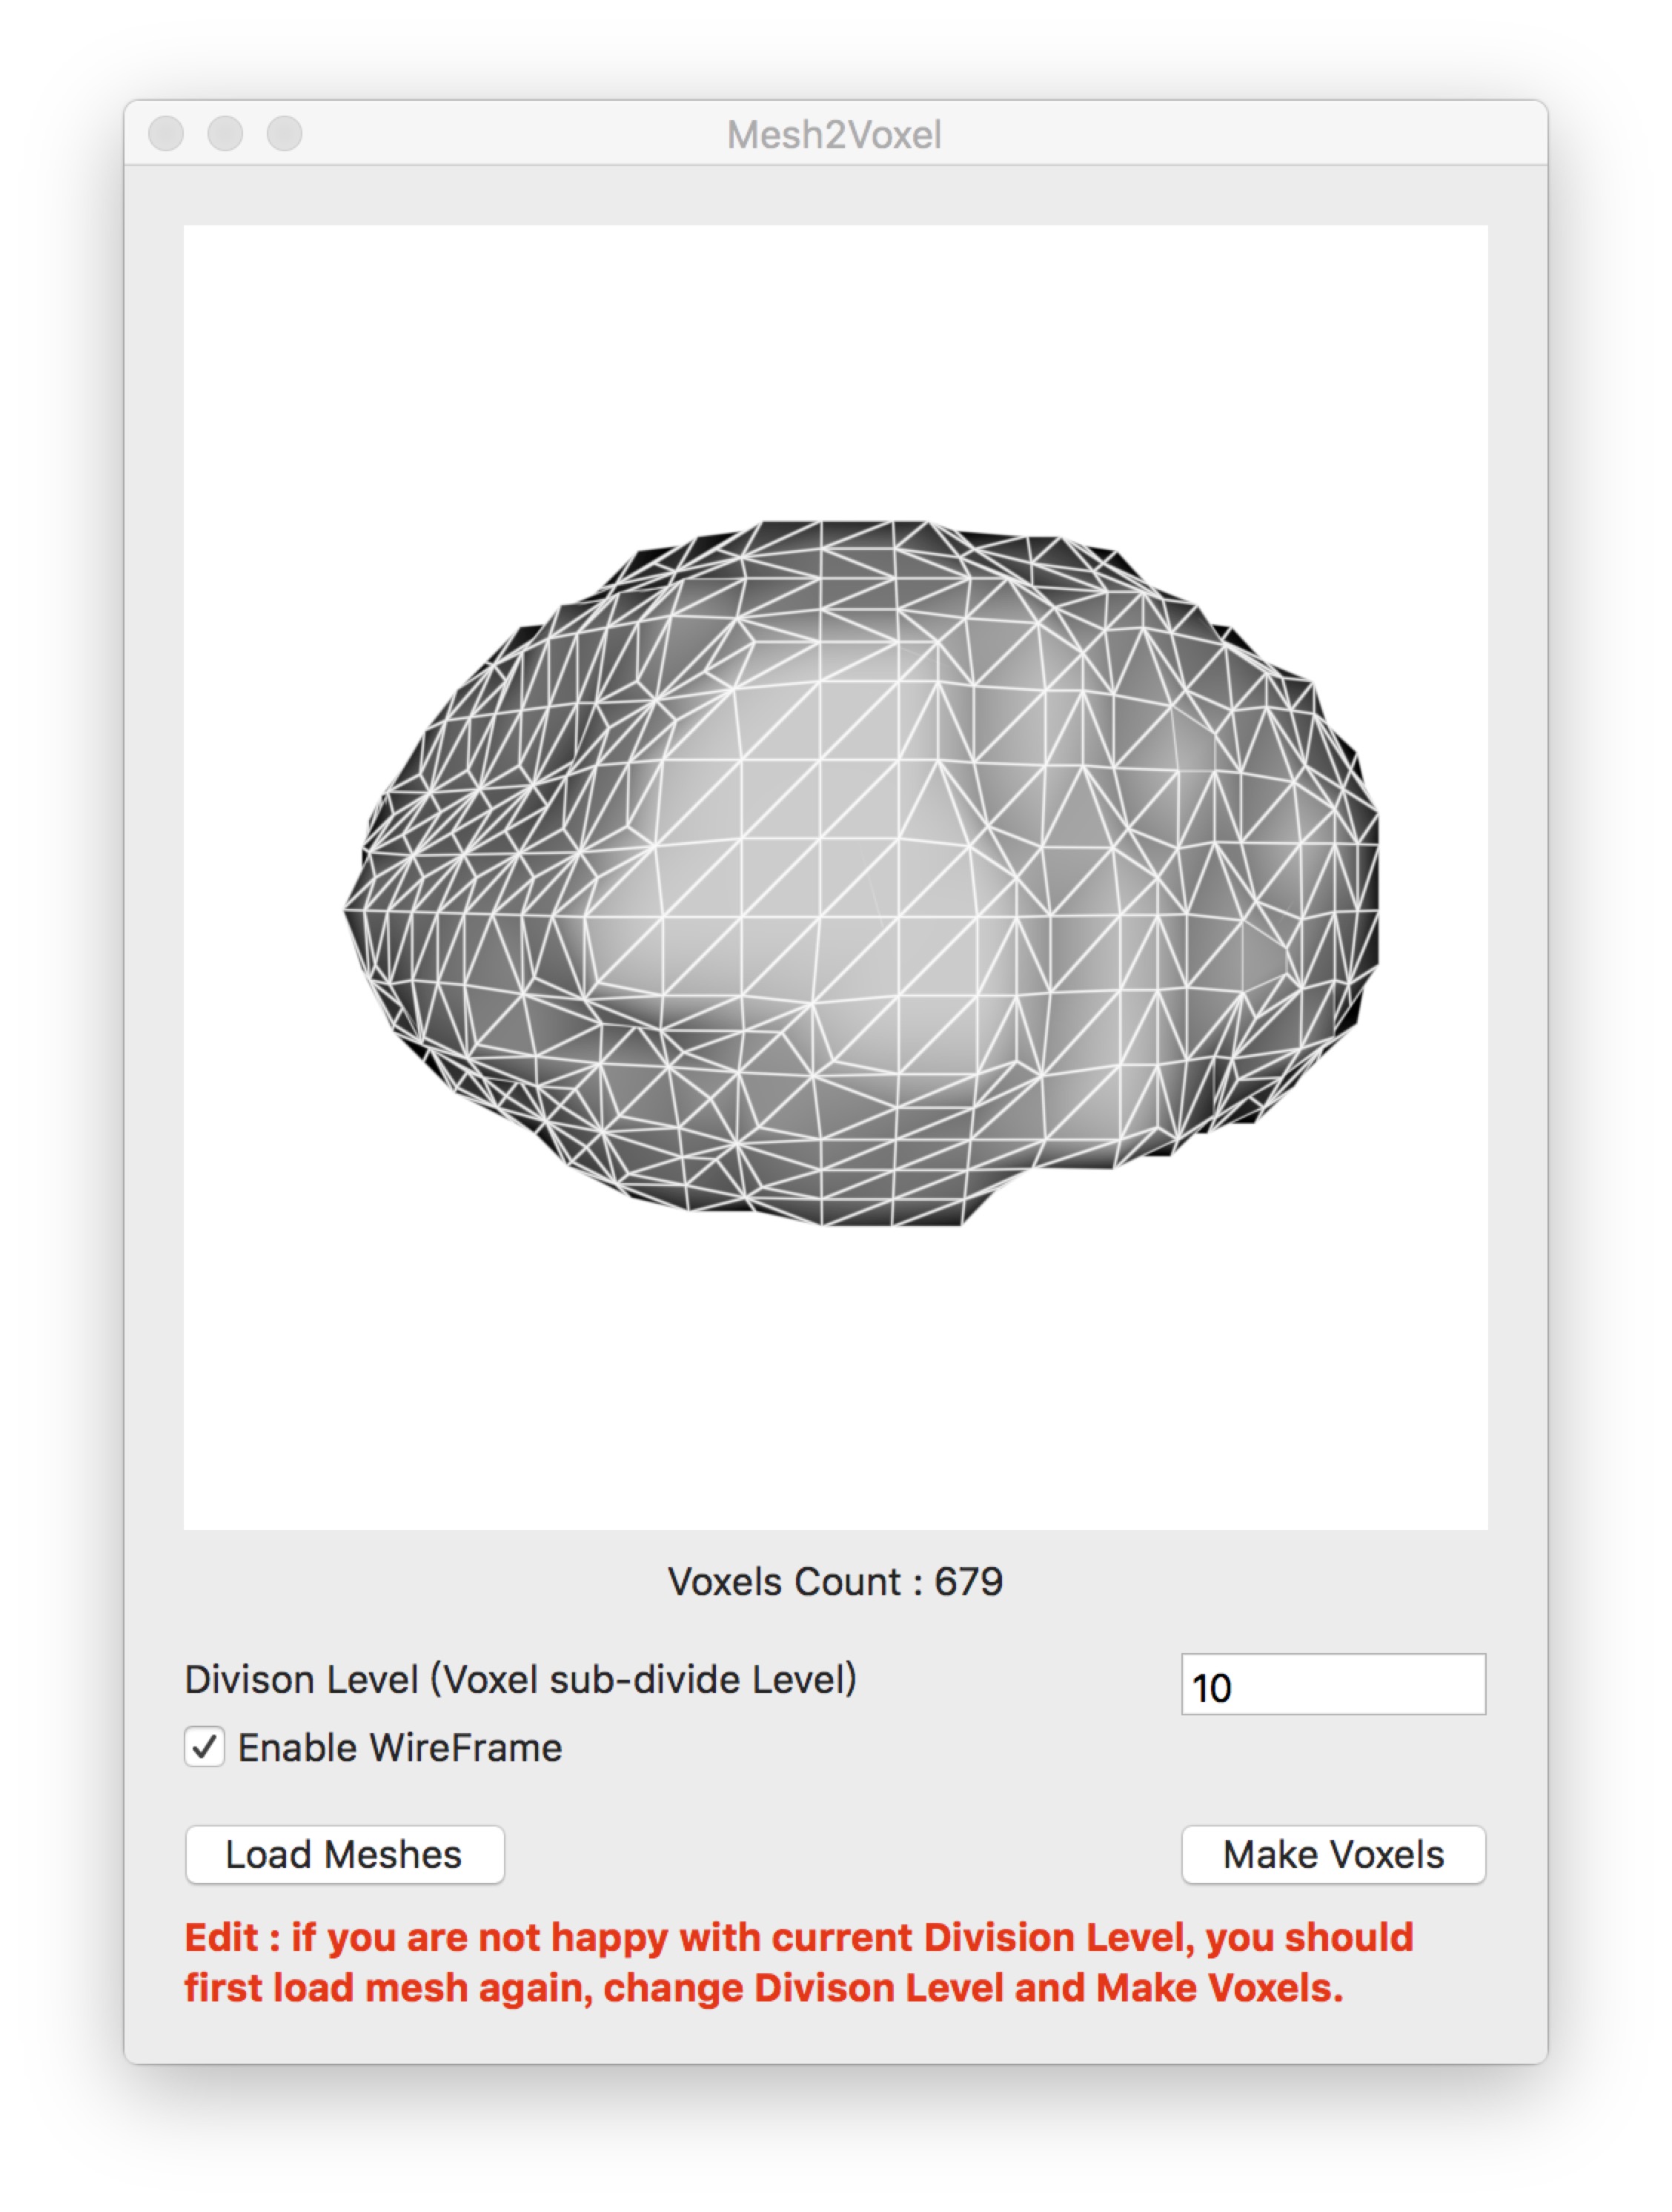 Mesh2Voxel
Voxels Count : 679
Divison Level (Voxel sub-divide Level)
10
Enable WireFrame
Load Meshes
Make Voxels
Edit : if you are not happy with current Division Level, you should
first load mesh again, change Divison Level and Make Voxels.